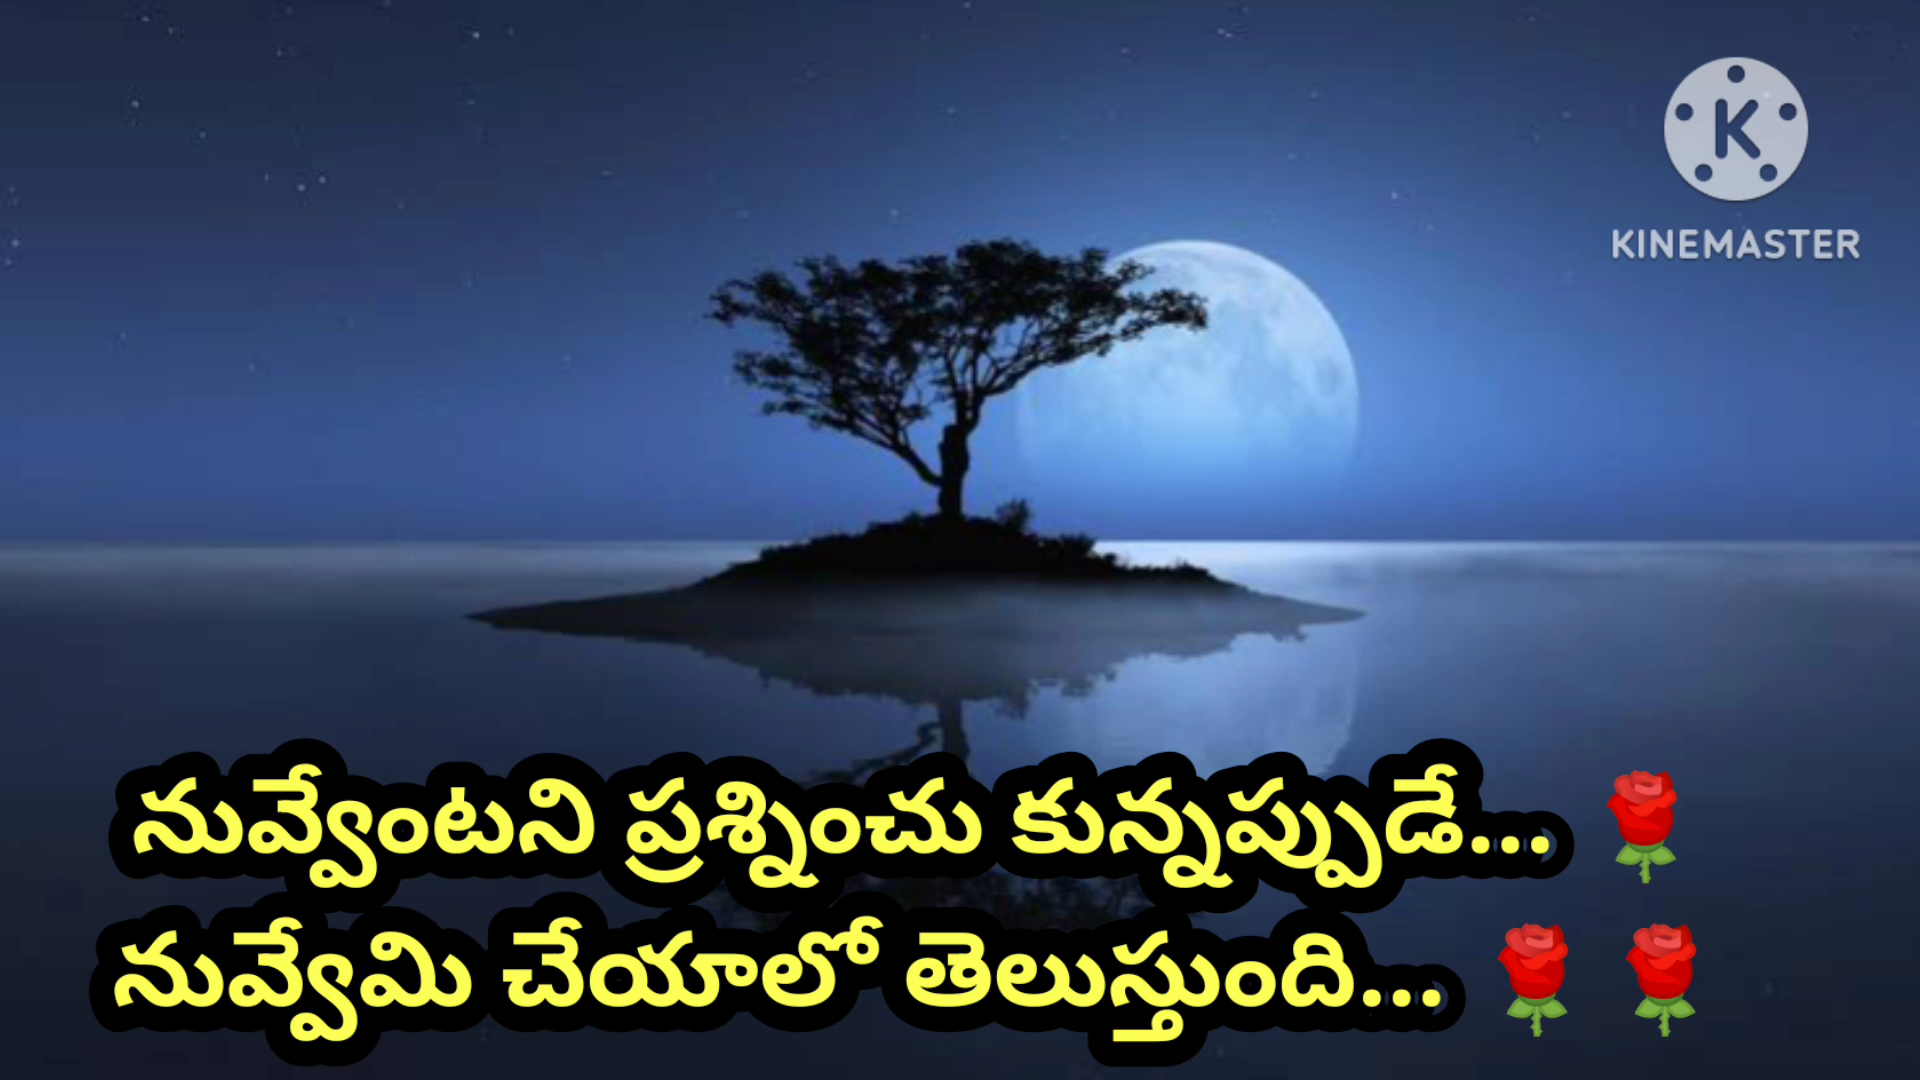 K
KINEMASTER
నువ్వేంటని ప్రశ్నించు కున్నప్పుడే... 🌹
నువ్వేమి చేయాలో తెలుస్తుంది... 🌹 🌹